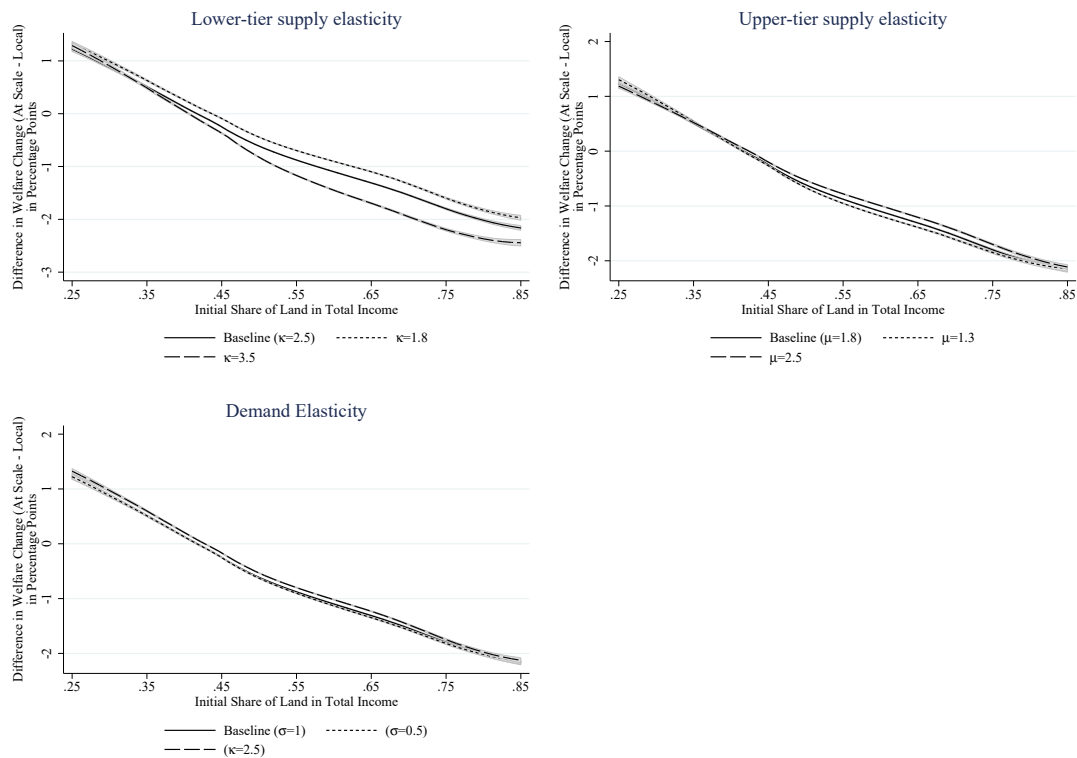 Lower-tier supply elasticity
Difference in Welfare Change (At Scale - Local)
in Percentage Points
1
0
-1
-2
-3
.25 .35 .45 .55 .65 .75 .85
Initial Share of Land in Total Income
Baseline (κ=2.5) κ=1.8
κ=3.5
Upper-tier supply elasticity
Difference in Welfare Change (At Scale - Local)
in Percentage Points
2
1
0
-1
-2
.25 .35 .45 .55 .65 .75 .85
Initial Share of Land in Total Income
Baseline (μ=1.8) μ=1.3
μ=2.5
Demand Elasticity
Difference in Welfare Change (At Scale - Local)
in Percentage Points
2
1
0
-1
-2
.25 .35 .45 .55 .65 .75 .85
Initial Share of Land in Total Income
Baseline (σ=1) (σ=0.5)
(κ=2.5)